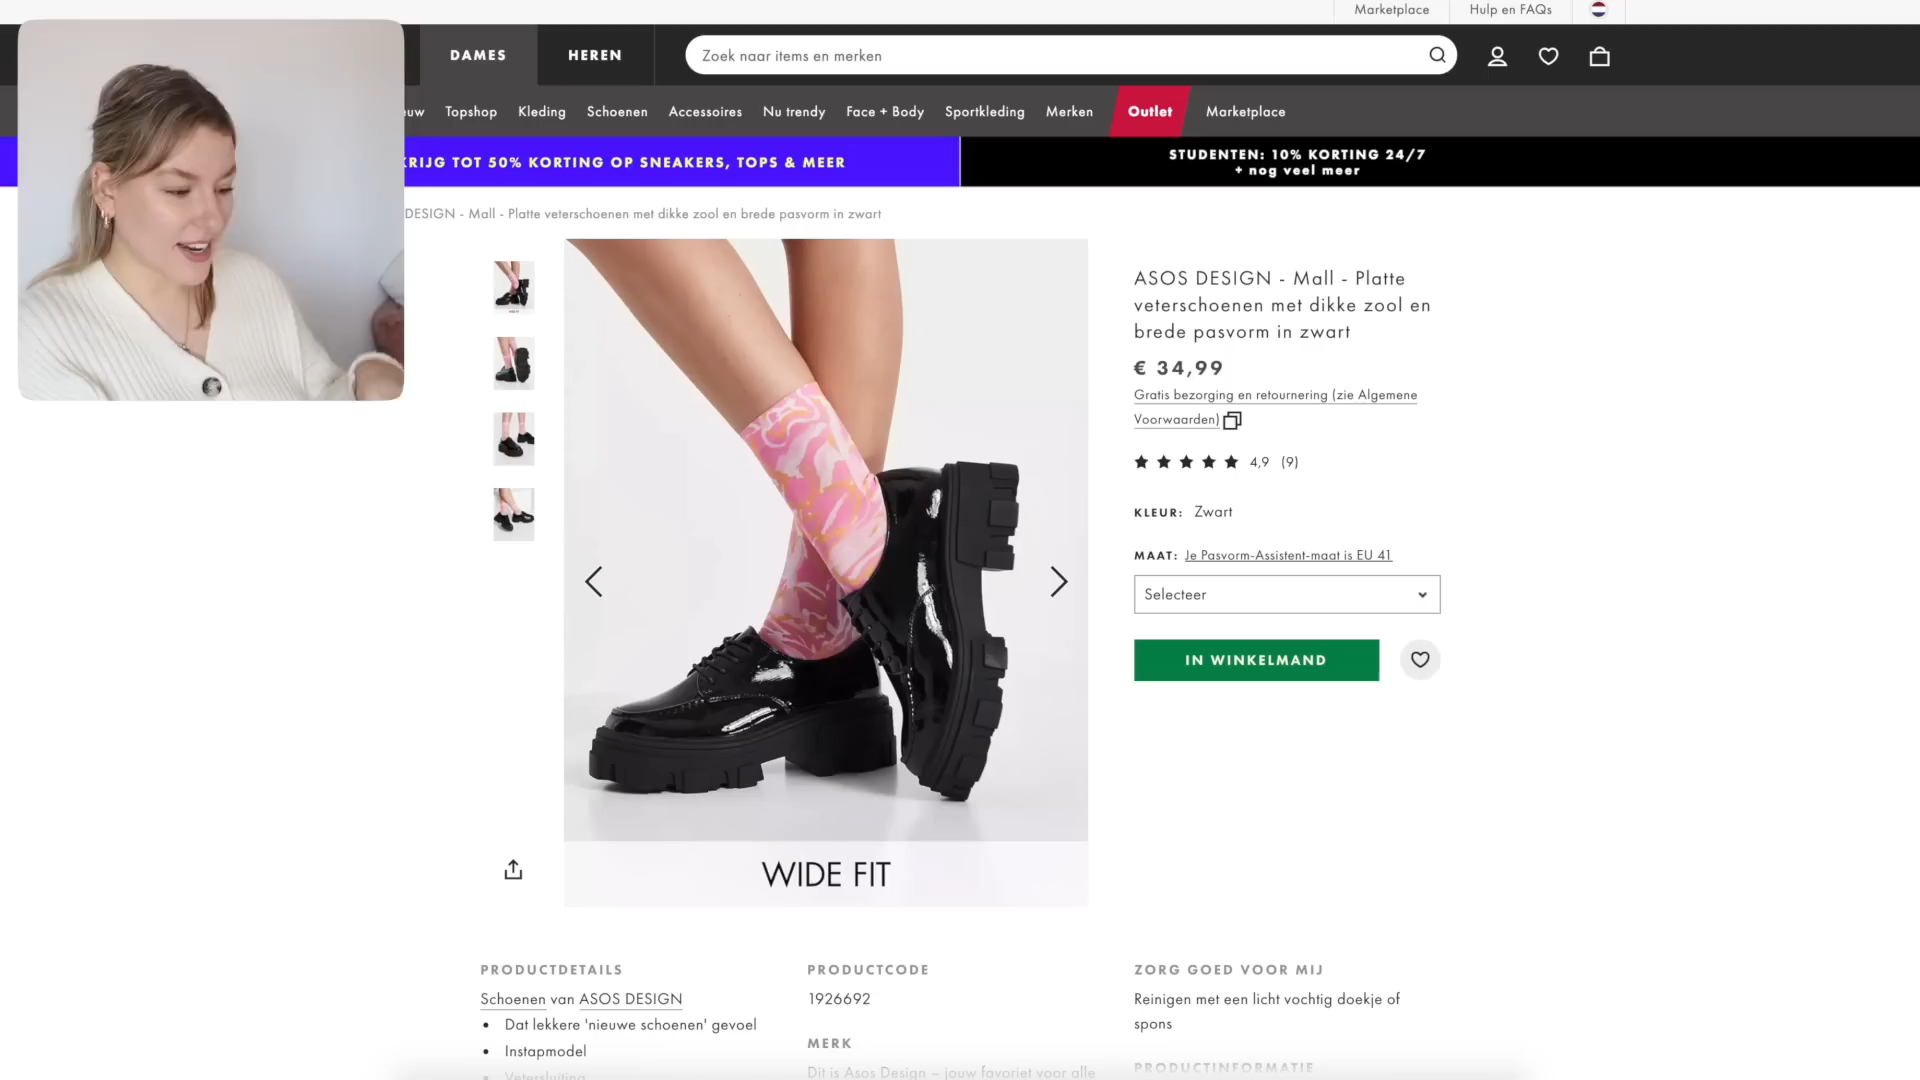 Marketplace
Hulp en FAQs
DAMES
HEREN
Zoek naar items en merken
Topshop
Kleding
Schoenen
Accessoires
Nu trendy
Face + Body
Sportkleding
Merken
Outlet
Marketplace
KRIJG TOT 50% KORTING OP SNEAKERS, TOPS & MEER
STUDENTEN: 10% KORTING 24/7
+ nog veel meer
DESIGN - Mall - Platte veterschoenen met dikke zool en brede pasvorm in zwart
ASOS DESIGN - Mall - Platte
veterschoenen met dikke zool en
brede pasvorm in zwart
€ 34,99
Gratis bezorging en retournering (zie Algemene
Voorwaarden)
4,9 (9)
KLEUR: Zwart
MAAT: Je Pasvorm-Assistent-maat is EU 41
Selecteer
IN WINKELMAND
WIDE FIT
PRODUCTDETAILS
Schoenen van ASOS DESIGN
• Dat lekkere 'nieuwe schoenen' gevoel
• Instapmodel
• Vetersluiting
PRODUCTCODE
1926692
MERK
Dit is Asos Design – jouw favoriet voor alle
ZORG GOED VOOR MIJ
Reinigen met een licht vochtig doekje of
spons
PRODUCTINFORMATIE